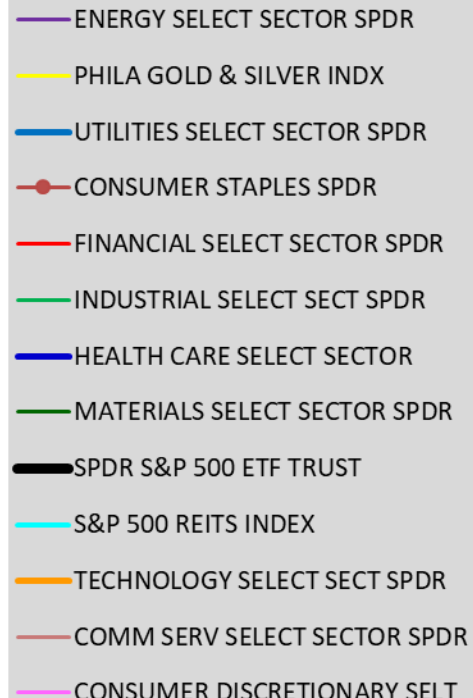 ENERGY SELECT SECTOR SPDR
PHILA GOLD & SILVER INDX
UTILITIES SELECT SECTOR SPDR
CONSUMER STAPLES SPDR
FINANCIAL SELECT SECTOR SPDR
INDUSTRIAL SELECT SECT SPDR
HEALTH CARE SELECT SECTOR
MATERIALS SELECT SECTOR SPDR
SPDR S&P 500 ETF TRUST
S&P 500 REITS INDEX
TECHNOLOGY SELECT SECT SPDR
COMM SERV SELECT SECTOR SPDR
CONSUMER DISCRETIONARY SELT